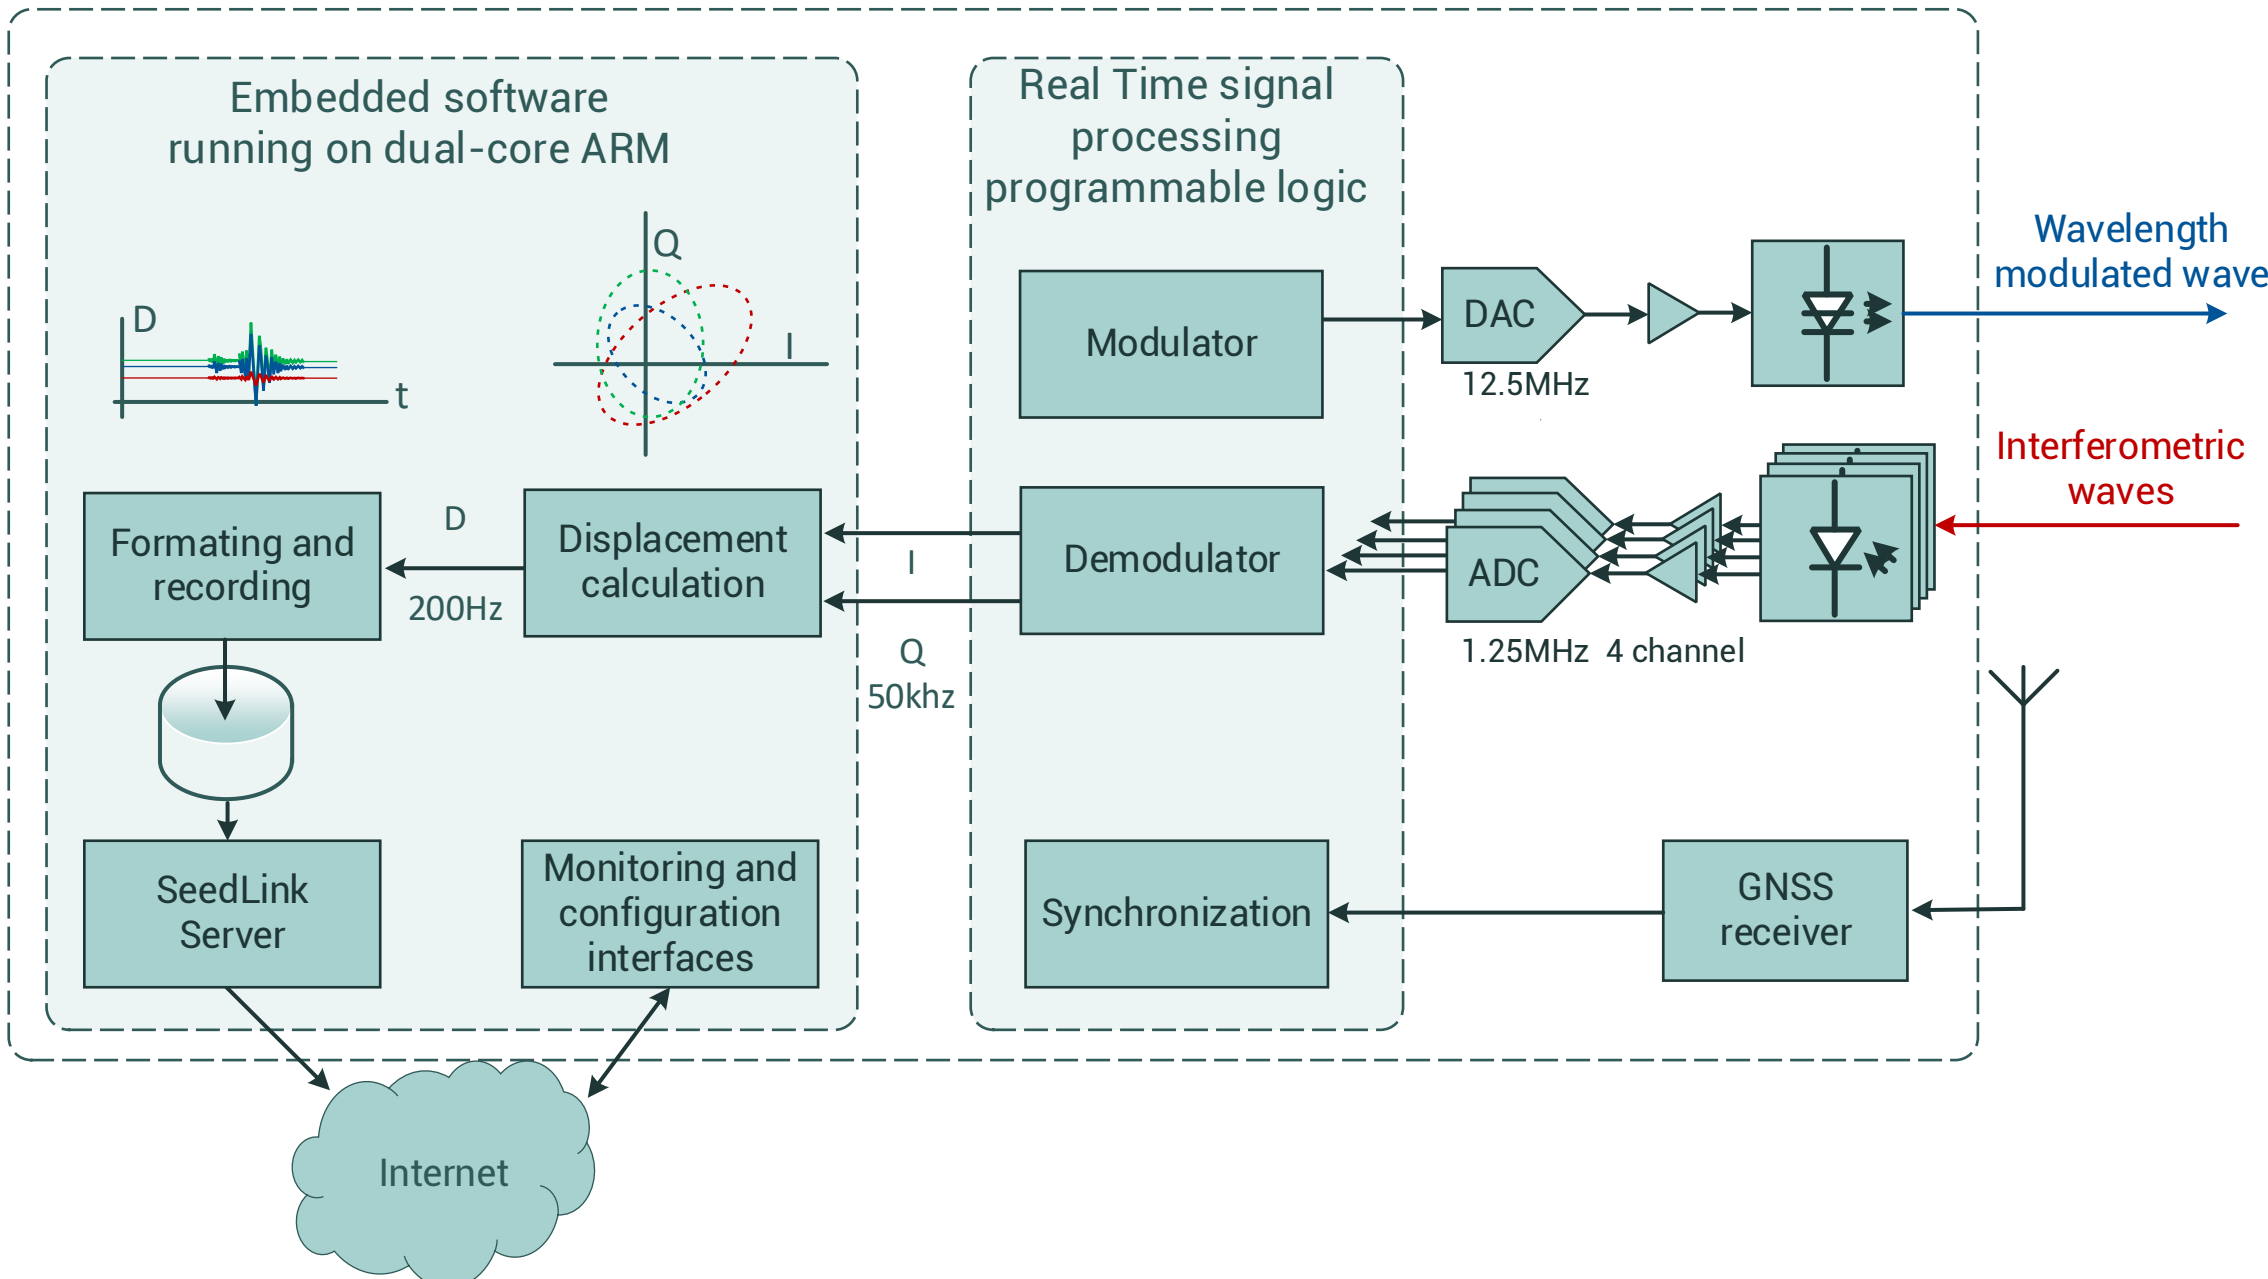 Embedded software
running on dual-core ARM
Real Time signal
processing
programmable logic
Q
I
D
t
Modulator
DAC
12.5MHz
Wavelength
modulated wave
Interferometric
waves
Formating and
recording
D
200Hz
Displacement
calculation
I
Q
50khz
Demodulator
ADC
1.25MHz 4 channel
SeedLink
Server
Monitoring and
configuration
interfaces
Synchronization
GNSS
receiver
Internet